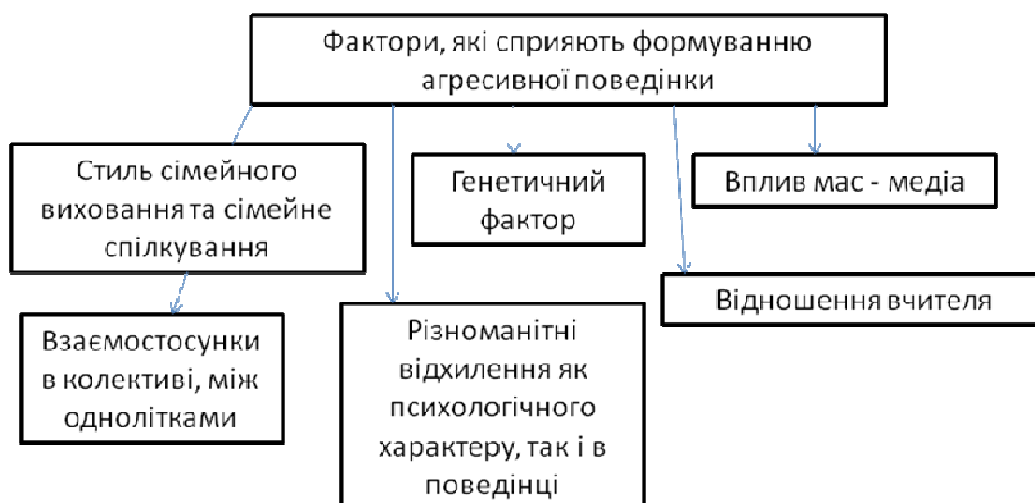 Фактори, які сприяють формуванню
агресивної поведінки
Стиль сімейного
виховання та сімейне
спілкування
Генетичний
фактор
Вплив мас - медіа
Відношення вчителя
Взаємостосунки
в колективі, між
однолітками
Різноманітні
відхилення як
психологічного
характеру, так і в
поведінці